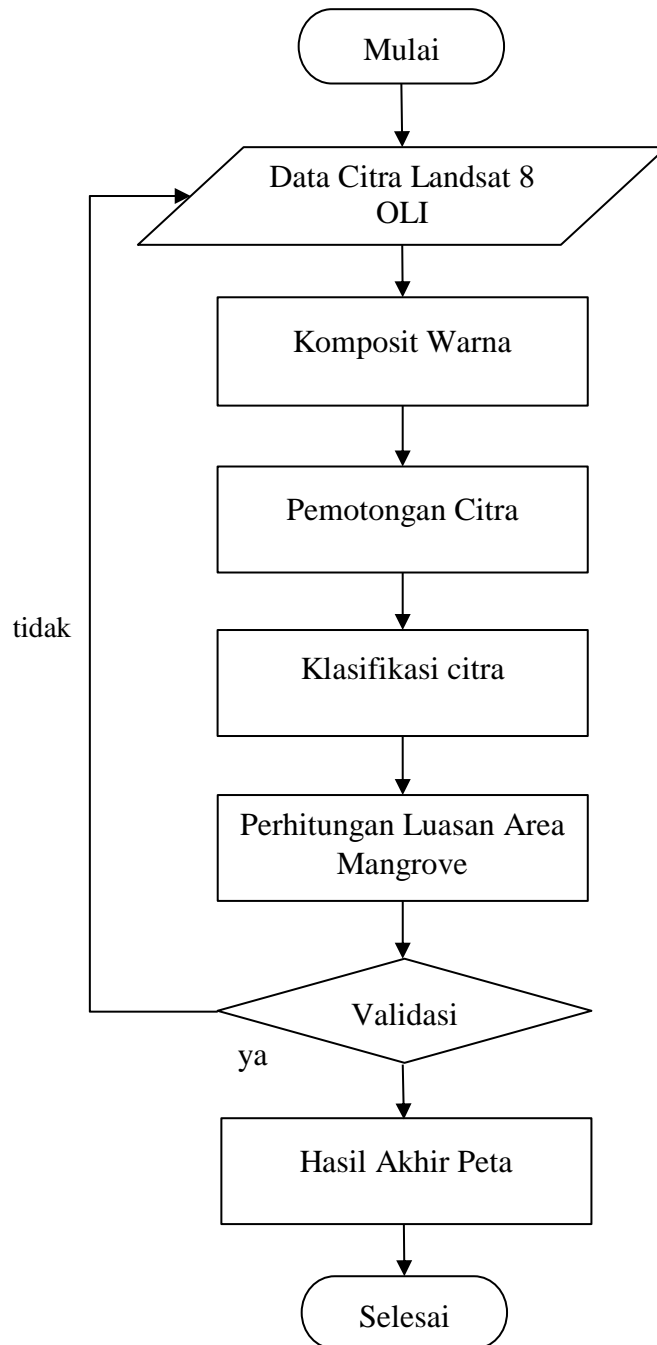 Mulai
Data Citra Landsat 8
OLI
Komposit Warna
Pemotongan Citra
tidak
Klasifikasi citra
Perhitungan Luasan Area
Mangrove
Validasi
ya
Hasil Akhir Peta
Selesai